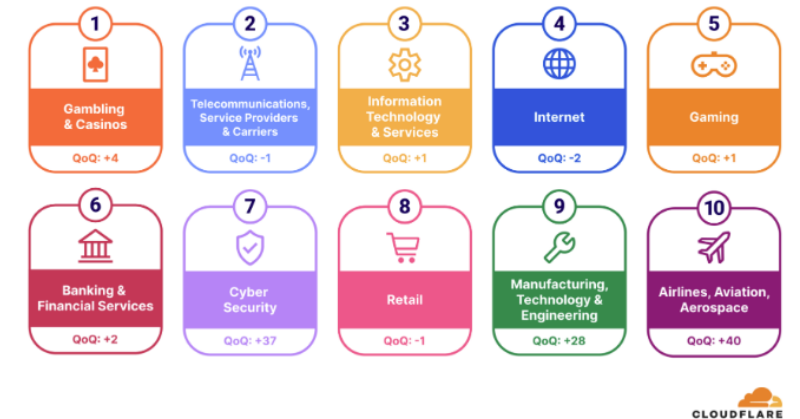 1
Gambling
& Casinos
QoQ: +4
2
Telecommunications,
Service Providers
& Carriers
QoQ: -1
3
Information
Technology
& Services
QoQ: +1
4
Internet
QoQ: -2
5
Gaming
QoQ: +1
6
Banking &
Financial Services
QoQ: +2
7
Cyber
Security
QoQ: +37
8
Retail
QoQ: -1
9
Manufacturing,
Technology &
Engineering
QoQ: +28
10
Airlines, Aviation,
Aerospace
QoQ: +40
CLOUDFLARE